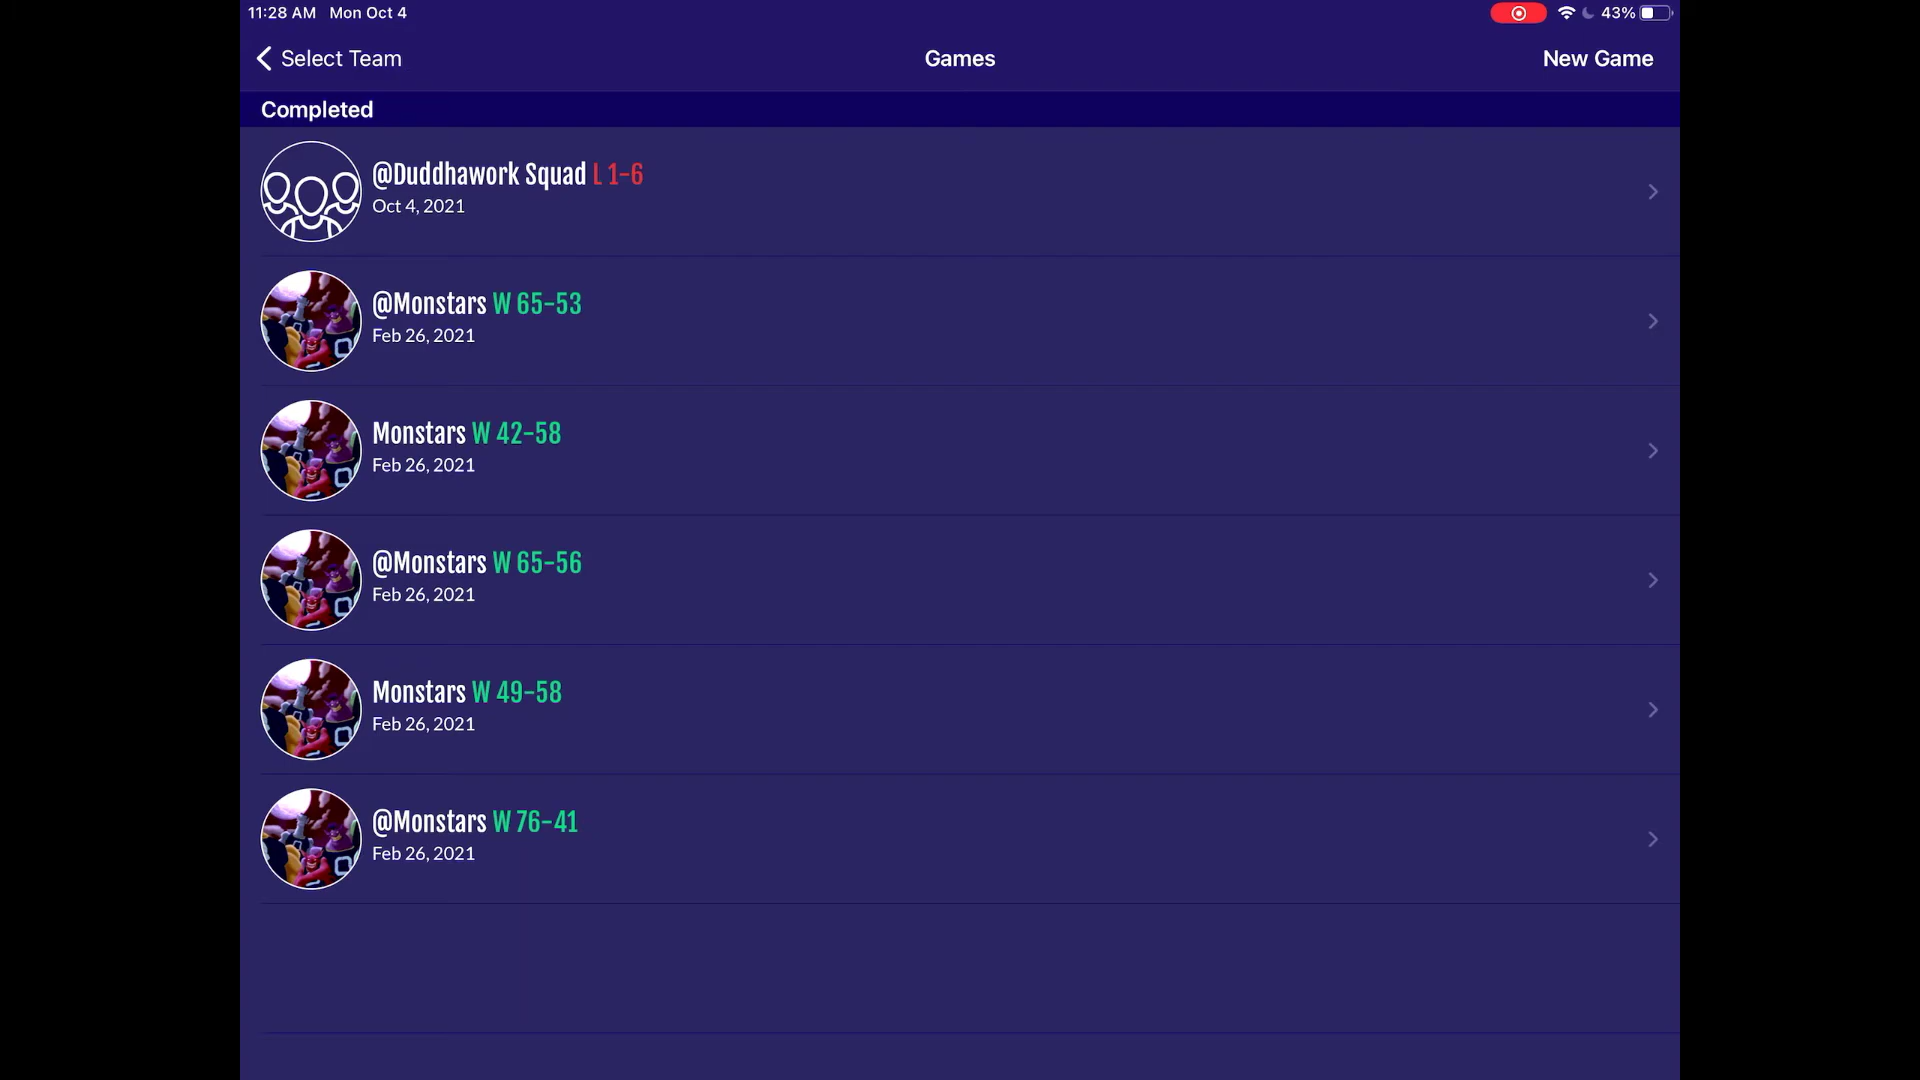 11:28 AM Mon Oct 4 43%
Select Team Games New Game
Completed
@Duddhawork Squad L 1-6
Oct 4, 2021
@Monstars W 65-53
Feb 26, 2021
Monstars W 42-58
Feb 26, 2021
@Monstars W 65-56
Feb 26, 2021
Monstars W 49-58
Feb 26, 2021
@Monstars W 76-41
Feb 26, 2021